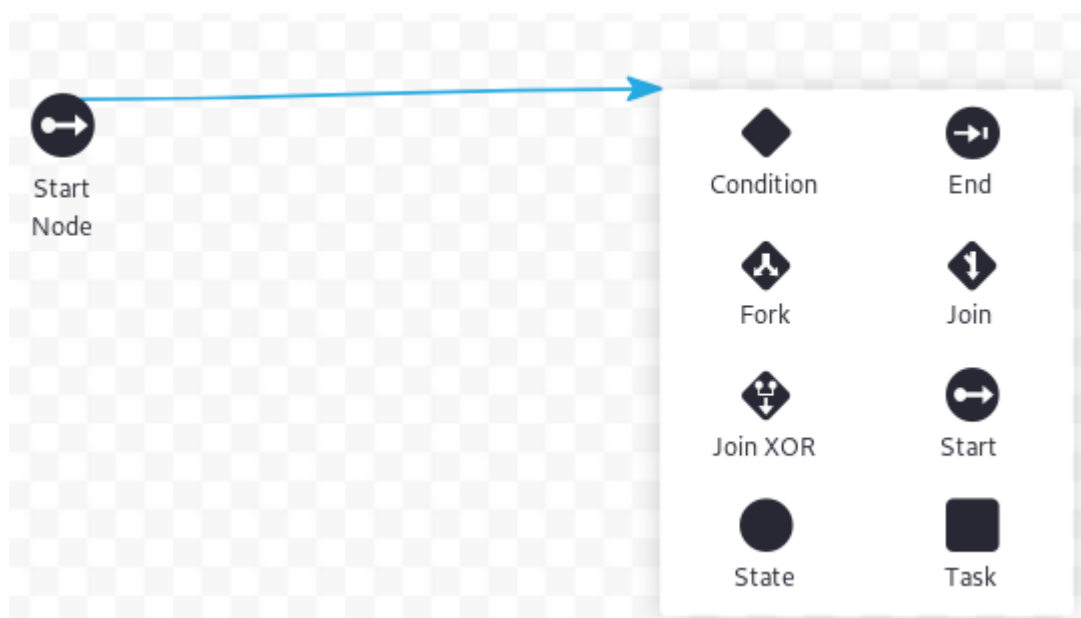 Start
Node
Condition
End
Fork
Join
Join XOR
Start
State
Task